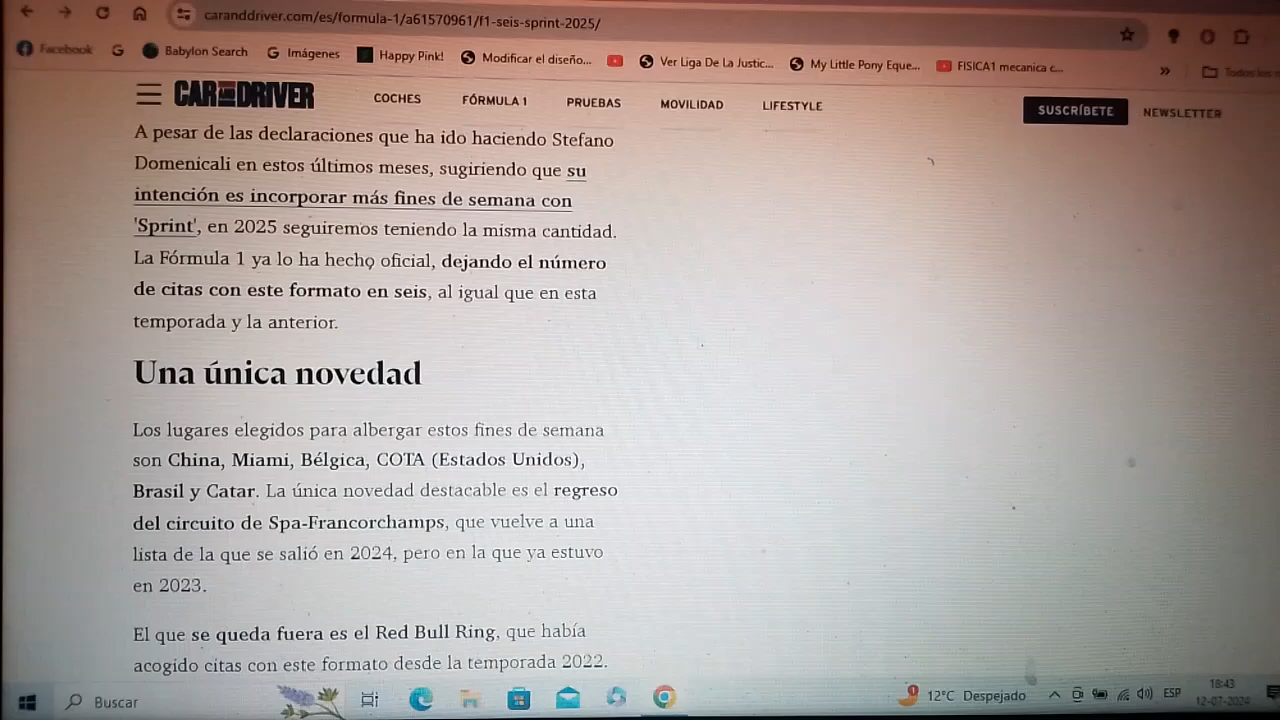 caranddriver.com/es/formula-1/a61570961/f1-seis-sprint-2025/
Facebook G Babylon Search G Imágenes Happy Pink! Modificar el diseño... Ver Liga De La Justic... My Little Pony Eque... FISICA1 mecanica c... »
CAR AND DRIVER COCHES FÓRMULA 1 PRUEBAS MOVILIDAD LIFESTYLE SUSCRÍBETE NEWSLETTER
A pesar de las declaraciones que ha ido haciendo Stefano
Domenicali en estos últimos meses, sugiriendo que su
intención es incorporar más fines de semana con
'Sprint', en 2025 seguiremos teniendo la misma cantidad.
La Fórmula 1 ya lo ha hecho oficial, dejando el número
de citas con este formato en seis, al igual que en esta
temporada y la anterior.
Una única novedad
Los lugares elegidos para albergar estos fines de semana
son China, Miami, Bélgica, COTA (Estados Unidos),
Brasil y Catar. La única novedad destacable es el regreso
del circuito de Spa-Francorchamps, que vuelve a una
lista de la que se salió en 2024, pero en la que ya estuvo
en 2023.
El que se queda fuera es el Red Bull Ring, que había
acogido citas con este formato desde la temporada 2022.
Buscar 12°C Despejado ESP 18:43
12-07-2024